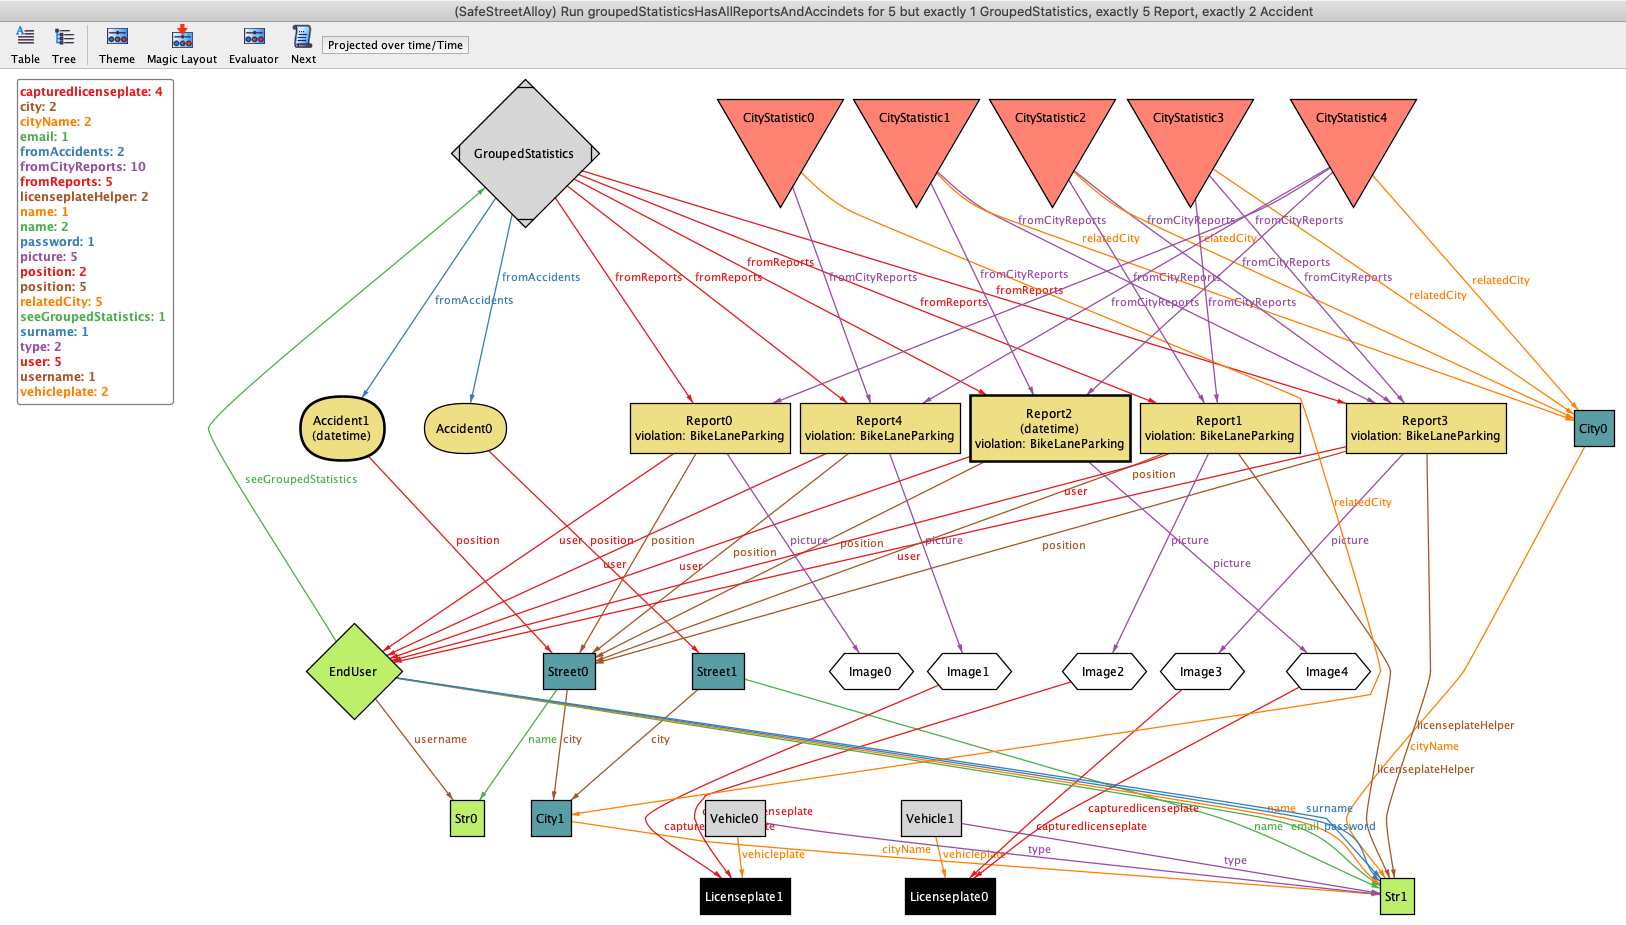 (SafeStreetAlloy) Run groupedStatisticsHasAllReportsAndAccindets for 5 but exactly 1 GroupedStatistics, exactly 5 Report, exactly 2 Accident
Table Tree Theme Magic Layout Evaluator Next Projected over time/Time
capturedlicenseplate: 4
city: 2
cityName: 2
email: 1
fromAccidents: 2
fromCityReports: 10
fromReports: 5
licenseplateHelper: 2
name: 1
name: 2
password: 1
picture: 5
position: 2
position: 5
relatedCity: 5
seeGroupedStatistics: 1
surname: 1
type: 2
user: 5
username: 1
vehicleplate: 2
GroupedStatistics
CityStatistic0 CityStatistic1 CityStatistic2 CityStatistic3 CityStatistic4
fromCityReports fromCityReports fromCityReports
relatedCity relatedCity
fromReports fromCityReports
fromAccidents fromReports fromReports fromCityReports fromCityReports fromCityReports fromCityReports relatedCity
fromReports
fromAccidents fromReports fromCityReports fromCityReports relatedCity
Accident1
(datetime)
Accident0
Report0
violation: BikeLaneParking
Report4
violation: BikeLaneParking
Report2
(datetime)
violation: BikeLaneParking
Report1
violation: BikeLaneParking
Report3
violation: BikeLaneParking
City0
seeGroupedStatistics position
user relatedCity
position user position position picture position picture picture picture
position position
user user user picture
EndUser Street0 Street1 Image0 Image1 Image2 Image3 Image4
username name city city licenseplateHelper
cityName
licenseplateHelper
Str0 City1 Vehicle0 Vehicle1 capturedlicenseplate name surname
capturedlicenseplate name email password
vehicleplate cityName vehicleplate type type
Licenseplate1 Licenseplate0 Str1